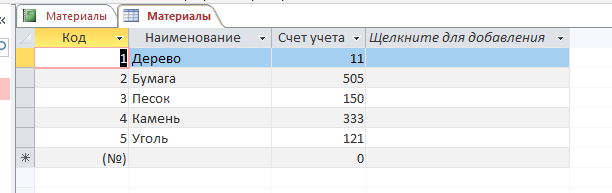 Материалы Материалы
Код Наименование Счет учета Щелкните для добавления
1 Дерево 11
2 Бумага 505
3 Песок 150
4 Камень 333
5 Уголь 121
(№) 0